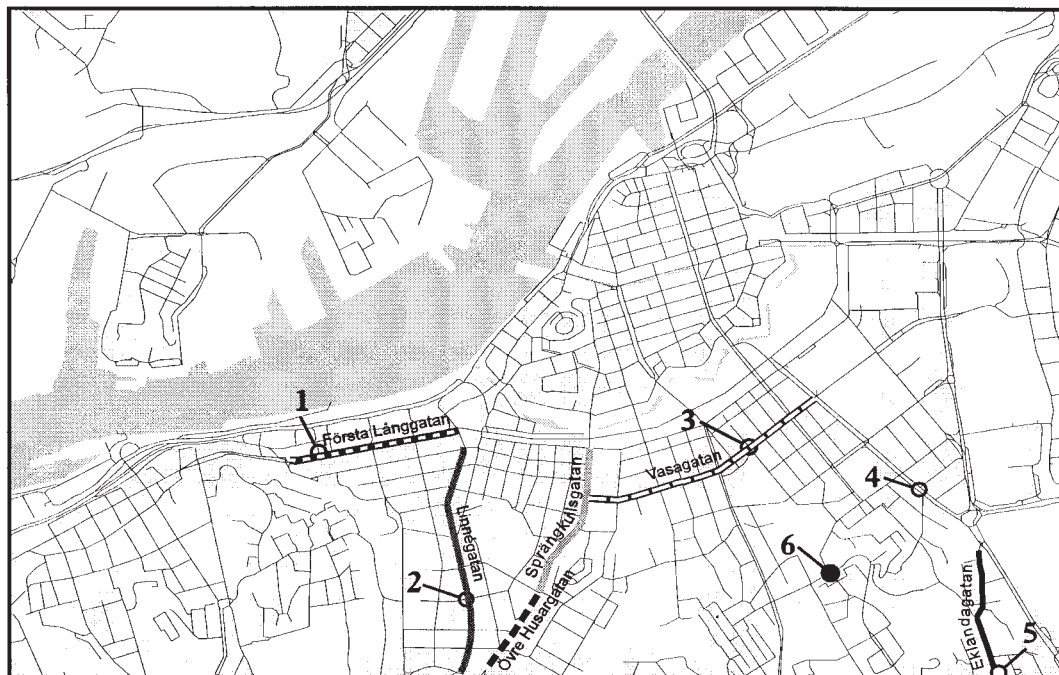 1
Första Långgatan
3
Vasagatan
4
Linnégatan
Sprängkullsgatan
2
6
Övre Husargatan
Eklandagatan
5